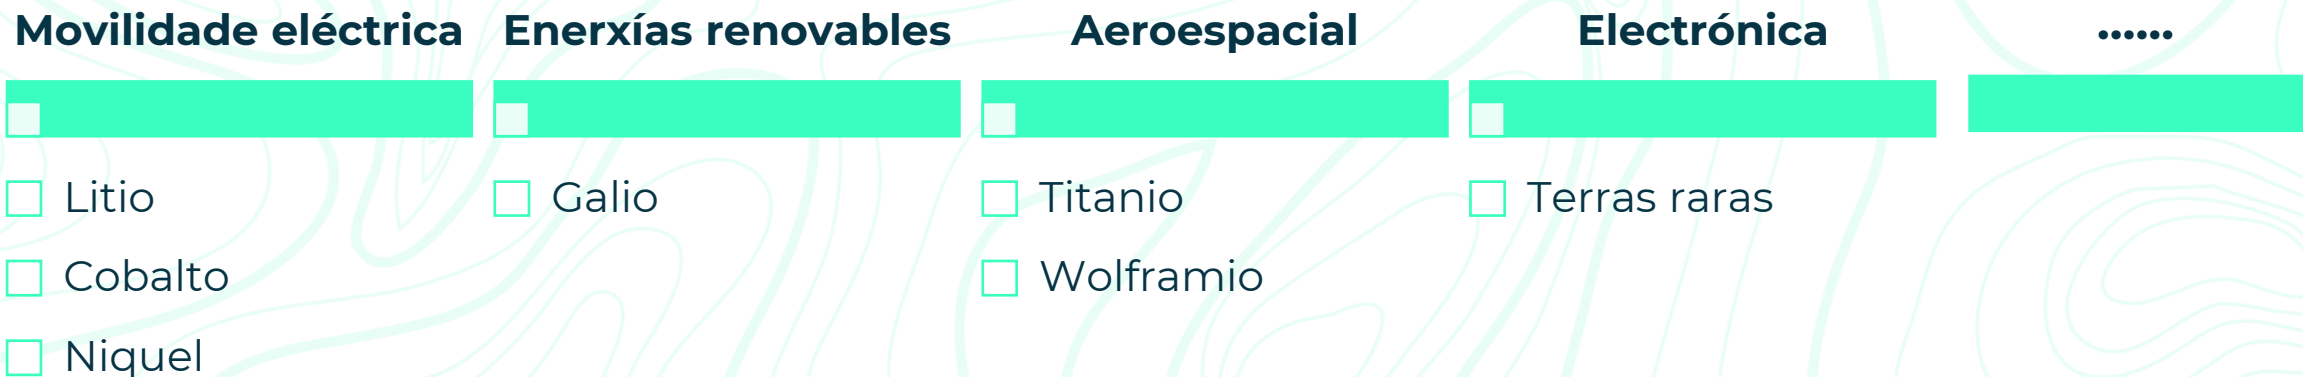 Movilidade eléctrica
Litio
Cobalto
Niquel
Enerxías renovables
Galio
Aeroespacial
Titanio
Wolframio
Electrónica
Terras raras
......